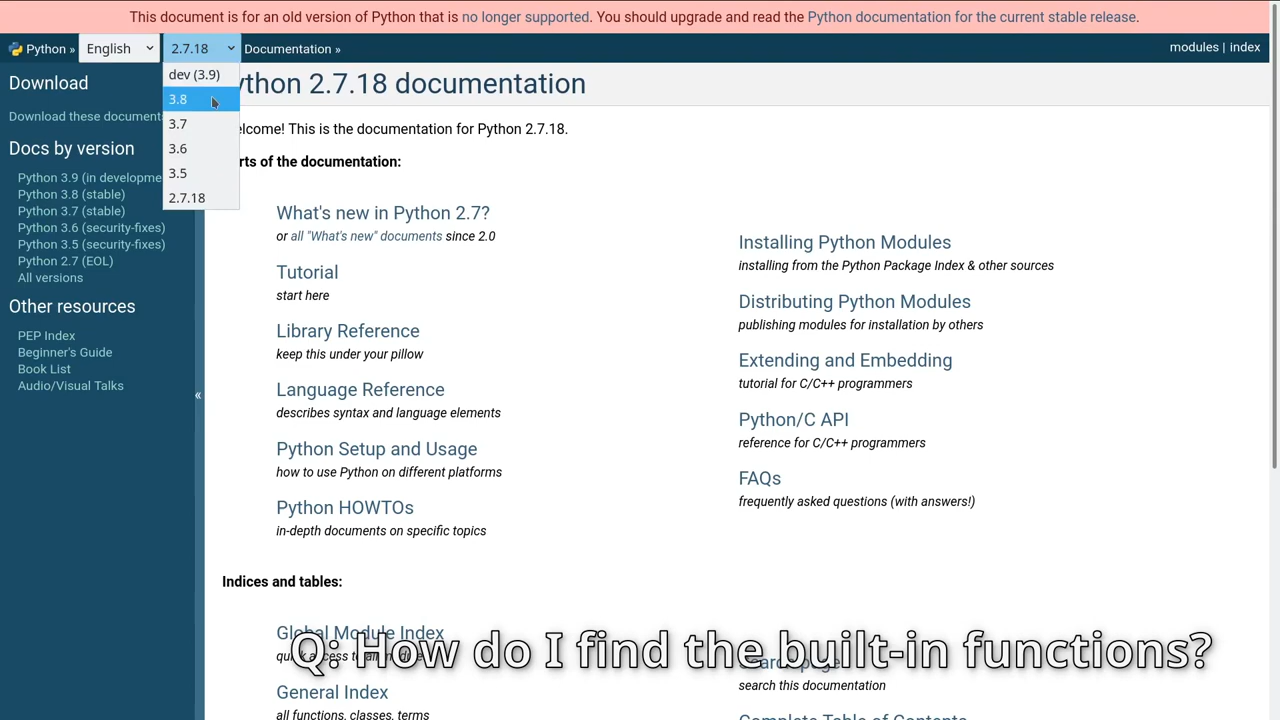 This document is for an old version of Python that is no longer supported. You should upgrade and read the Python documentation for the current stable release.
Python » English 2.7.18 Documentation » modules | index
dev (3.9)
3.8
3.7
3.6
3.5
2.7.18
Download
Download these documents
Docs by version
Python 3.9 (in developme
Python 3.8 (stable)
Python 3.7 (stable)
Python 3.6 (security-fixes)
Python 3.5 (security-fixes)
Python 2.7 (EOL)
All versions
Other resources
PEP Index
Beginner's Guide
Book List
Audio/Visual Talks
«
ython 2.7.18 documentation
elcome! This is the documentation for Python 2.7.18.
rts of the documentation:
What's new in Python 2.7?
or all "What's new" documents since 2.0
Tutorial
start here
Library Reference
keep this under your pillow
Language Reference
describes syntax and language elements
Python Setup and Usage
how to use Python on different platforms
Python HOWTOs
in-depth documents on specific topics
Installing Python Modules
installing from the Python Package Index & other sources
Distributing Python Modules
publishing modules for installation by others
Extending and Embedding
tutorial for C/C++ programmers
Python/C API
reference for C/C++ programmers
FAQs
frequently asked questions (with answers!)
Indices and tables:
Global Module Index
General Index
all functions, classes, terms
search this documentation
Complete Table of Contents
Q: How do I find the built-in functions?